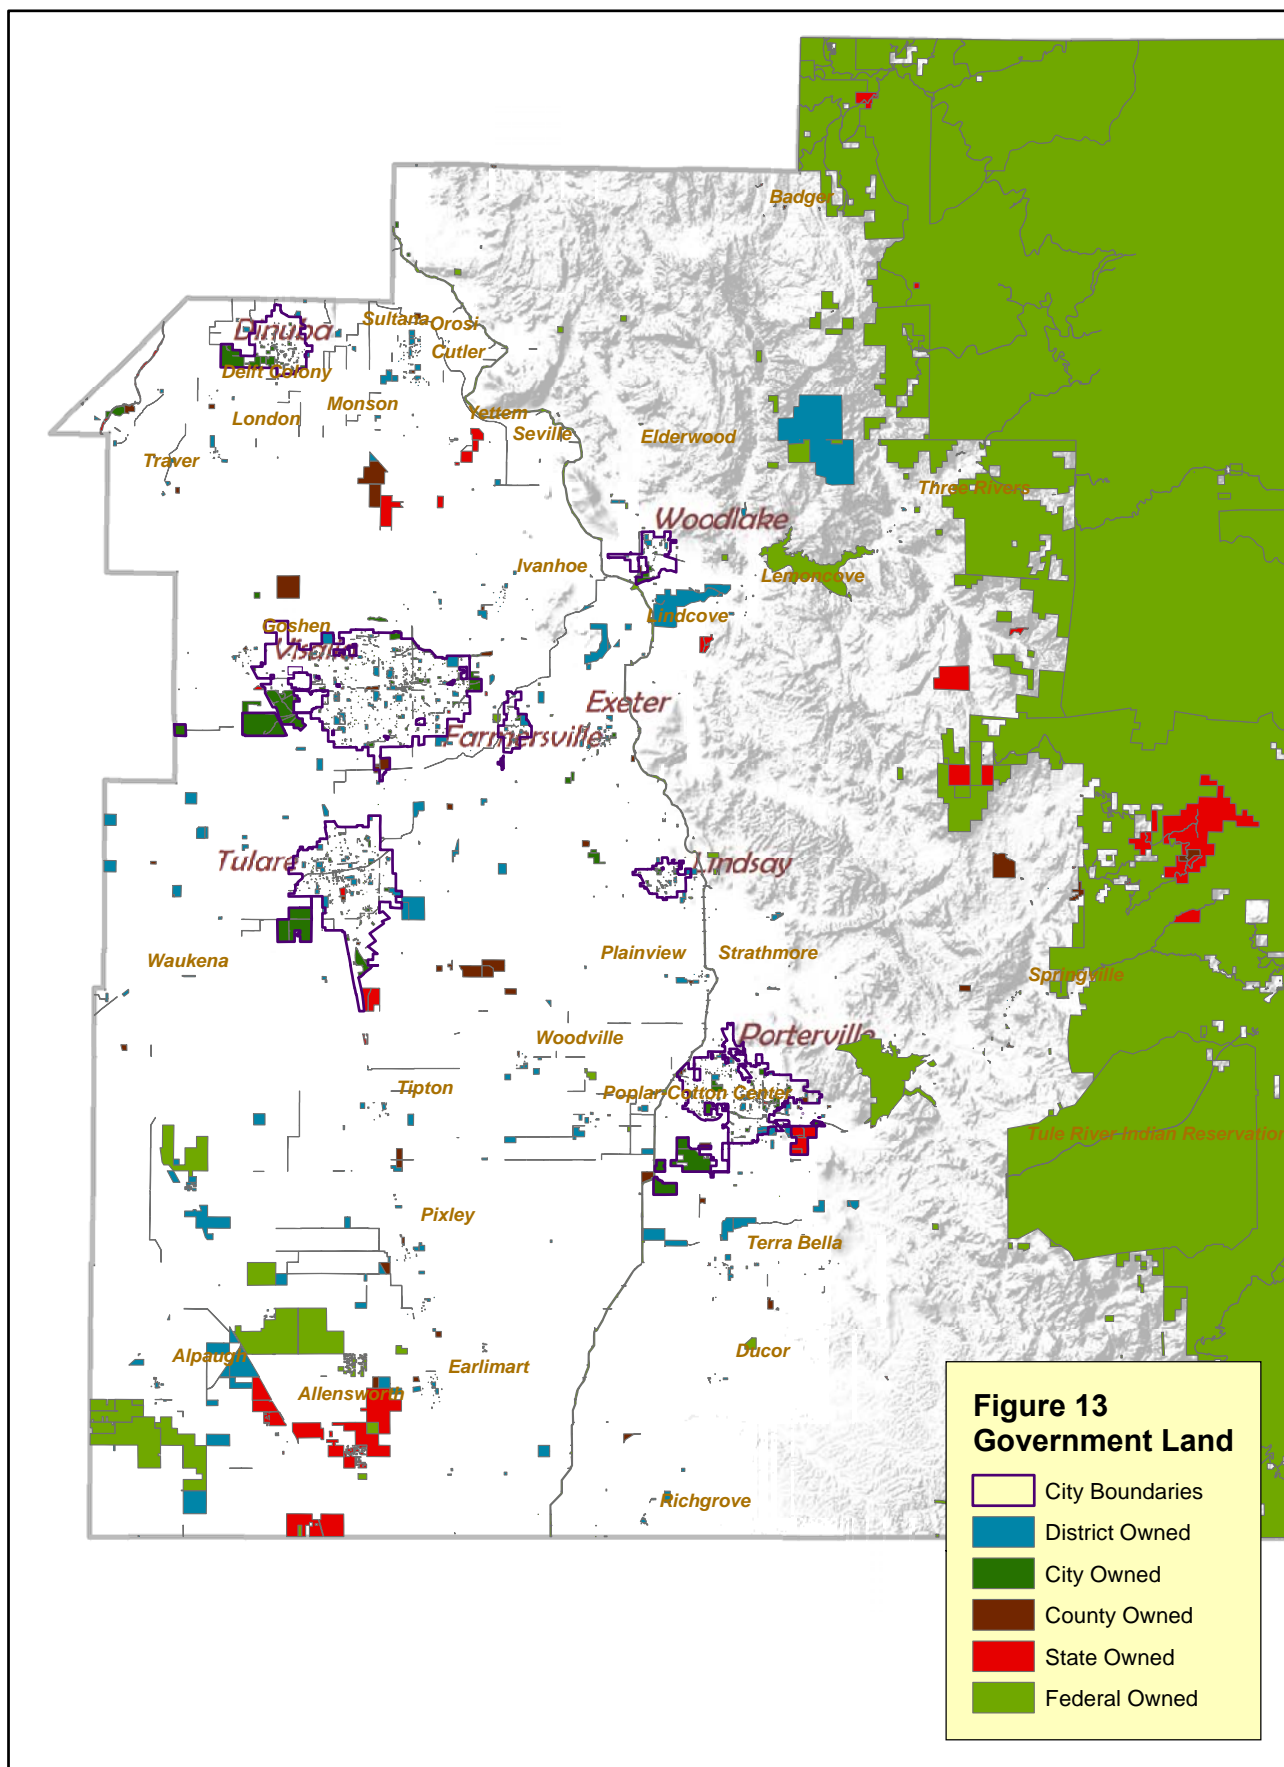 Badger
Sultana
Orosi
Dinuba
Cutler
Delft Colony
Monson
London
Yettem
Seville
Elderwood
Traver
Three Rivers
Woodlake
Ivanhoe
Lemoncove
Lindcove
Goshen
Visalia
Exeter
Farmersville
Tulare
Lindsay
Waukena
Plainview
Strathmore
Springville
Woodville
Porterville
Tipton
Poplar-Cotton Center
Tule River Indian Reservation
Pixley
Terra Bella
Alpaugh
Earlimart
Ducor
Allensworth
Richgrove
Figure 13
Government Land
City Boundaries
District Owned
City Owned
County Owned
State Owned
Federal Owned